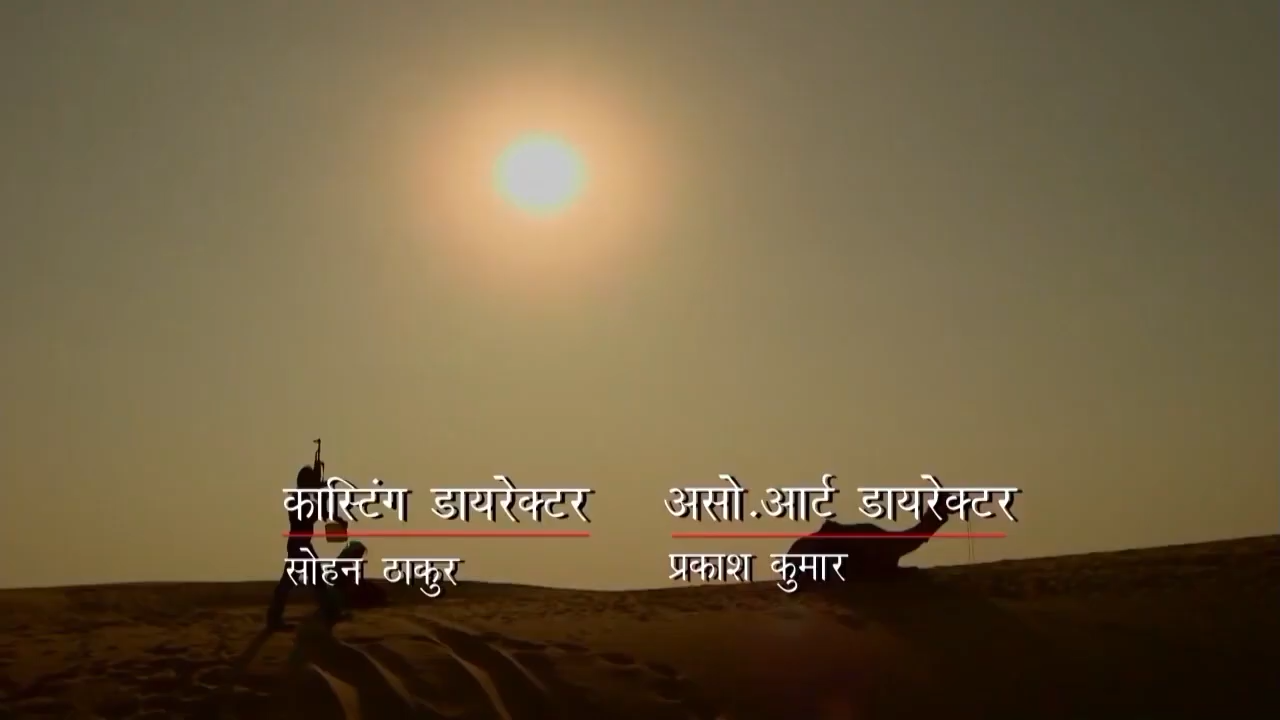 कास्टिंग डायरेक्टर
सोहन ठाकुर
असो.आर्ट डायरेक्टर
प्रकाश कुमार